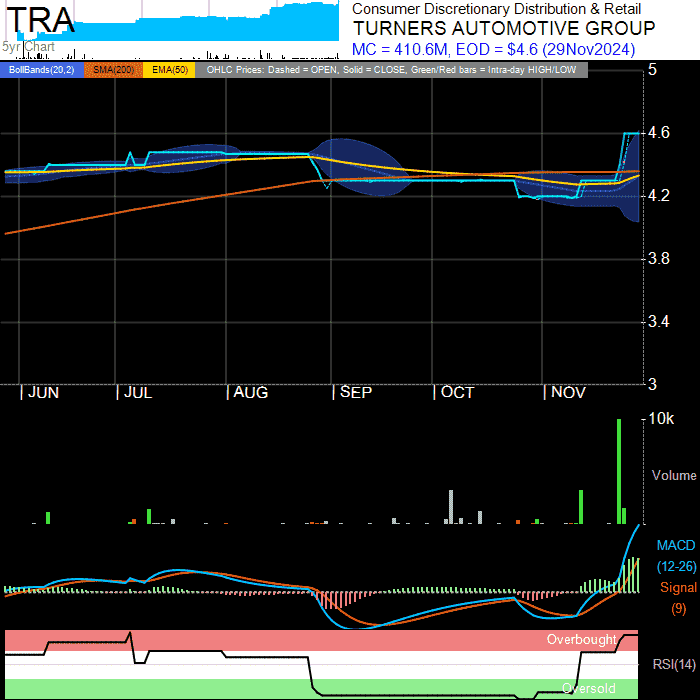 TRA
5yr Chart
Consumer Discretionary Distribution & Retail
TURNERS AUTOMOTIVE GROUP
MC = 410.6M, EOD = $4.6 (29Nov2024)
BollBands(20,2) SMA(200) EMA(50) OHLC Prices: Dashed = OPEN, Solid = CLOSE, Green/Red bars = Intra-day HIGH/LOW
5
4.6
4.2
3.8
3.4
3
JUN JUL AUG SEP OCT NOV
10k
Volume
MACD
(12-26)
Signal
(9)
Overbought
RSI(14)
Oversold